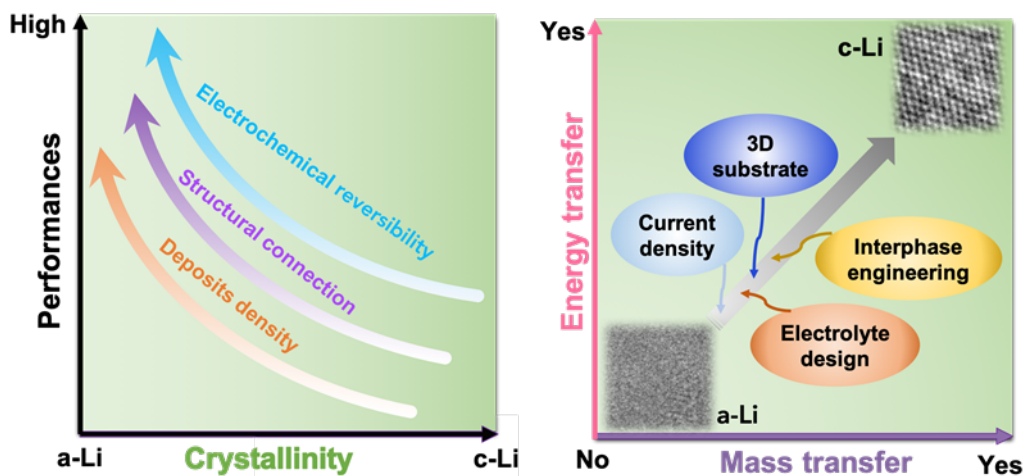 High
Performances
Electrochemical reversibility
Structural connection
Deposits density
a-Li
Crystallinity
c-Li
Yes
Energy transfer
c-Li
3D
substrate
Current
density
Interphase
engineering
Electrolyte
design
a-Li
No
Mass transfer
Yes